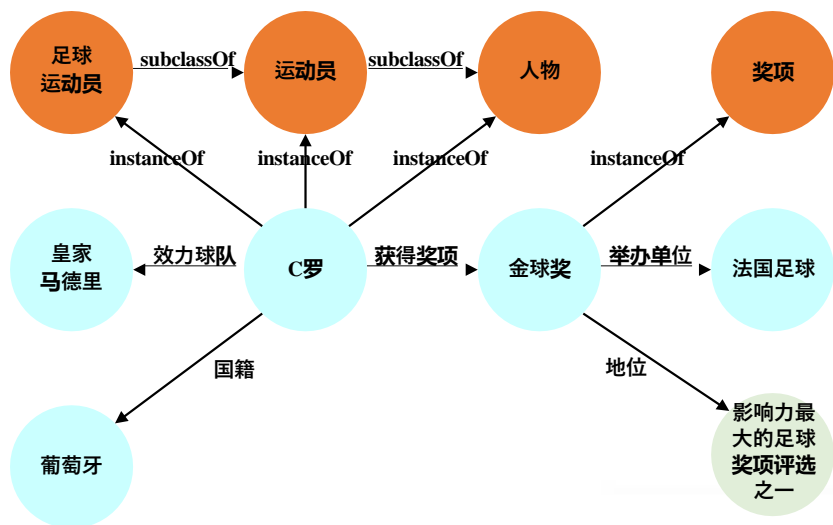 足球
运动员
subclassOf
运动员
subclassOf
人物
奖项
instanceOf
instanceOf
instanceOf
instanceOf
皇家
马德里
效力球队
C罗
获得奖项
金球奖
举办单位
法国足球
国籍
地位
葡萄牙
影响力最
大的足球
奖项评选
之一